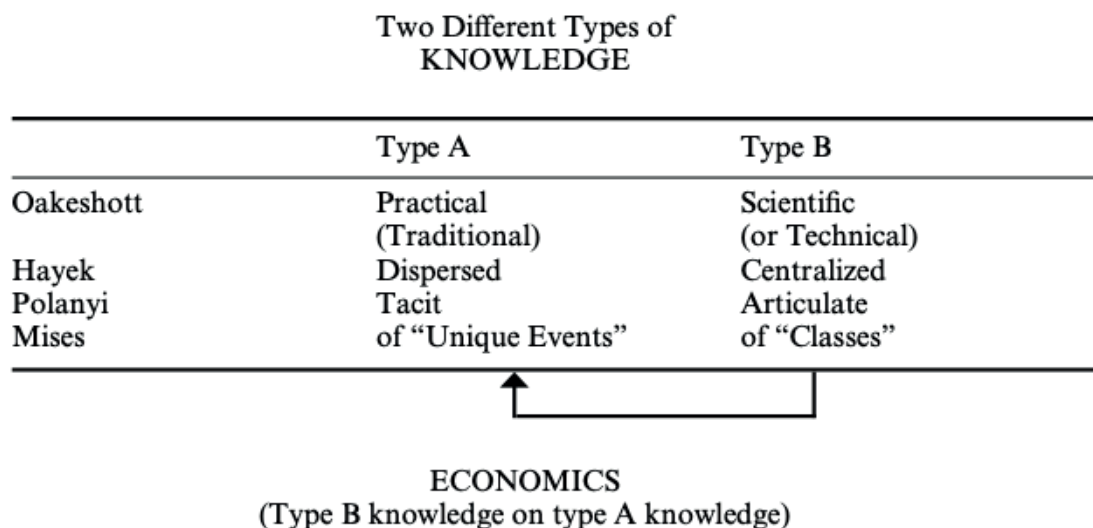 Two Different Types of
KNOWLEDGE
Type A Type B
Oakeshott Practical Scientific
(Traditional) (or Technical)
Hayek Dispersed Centralized
Polanyi Tacit Articulate
Mises of “Unique Events” of “Classes”
ECONOMICS
(Type B knowledge on type A knowledge)